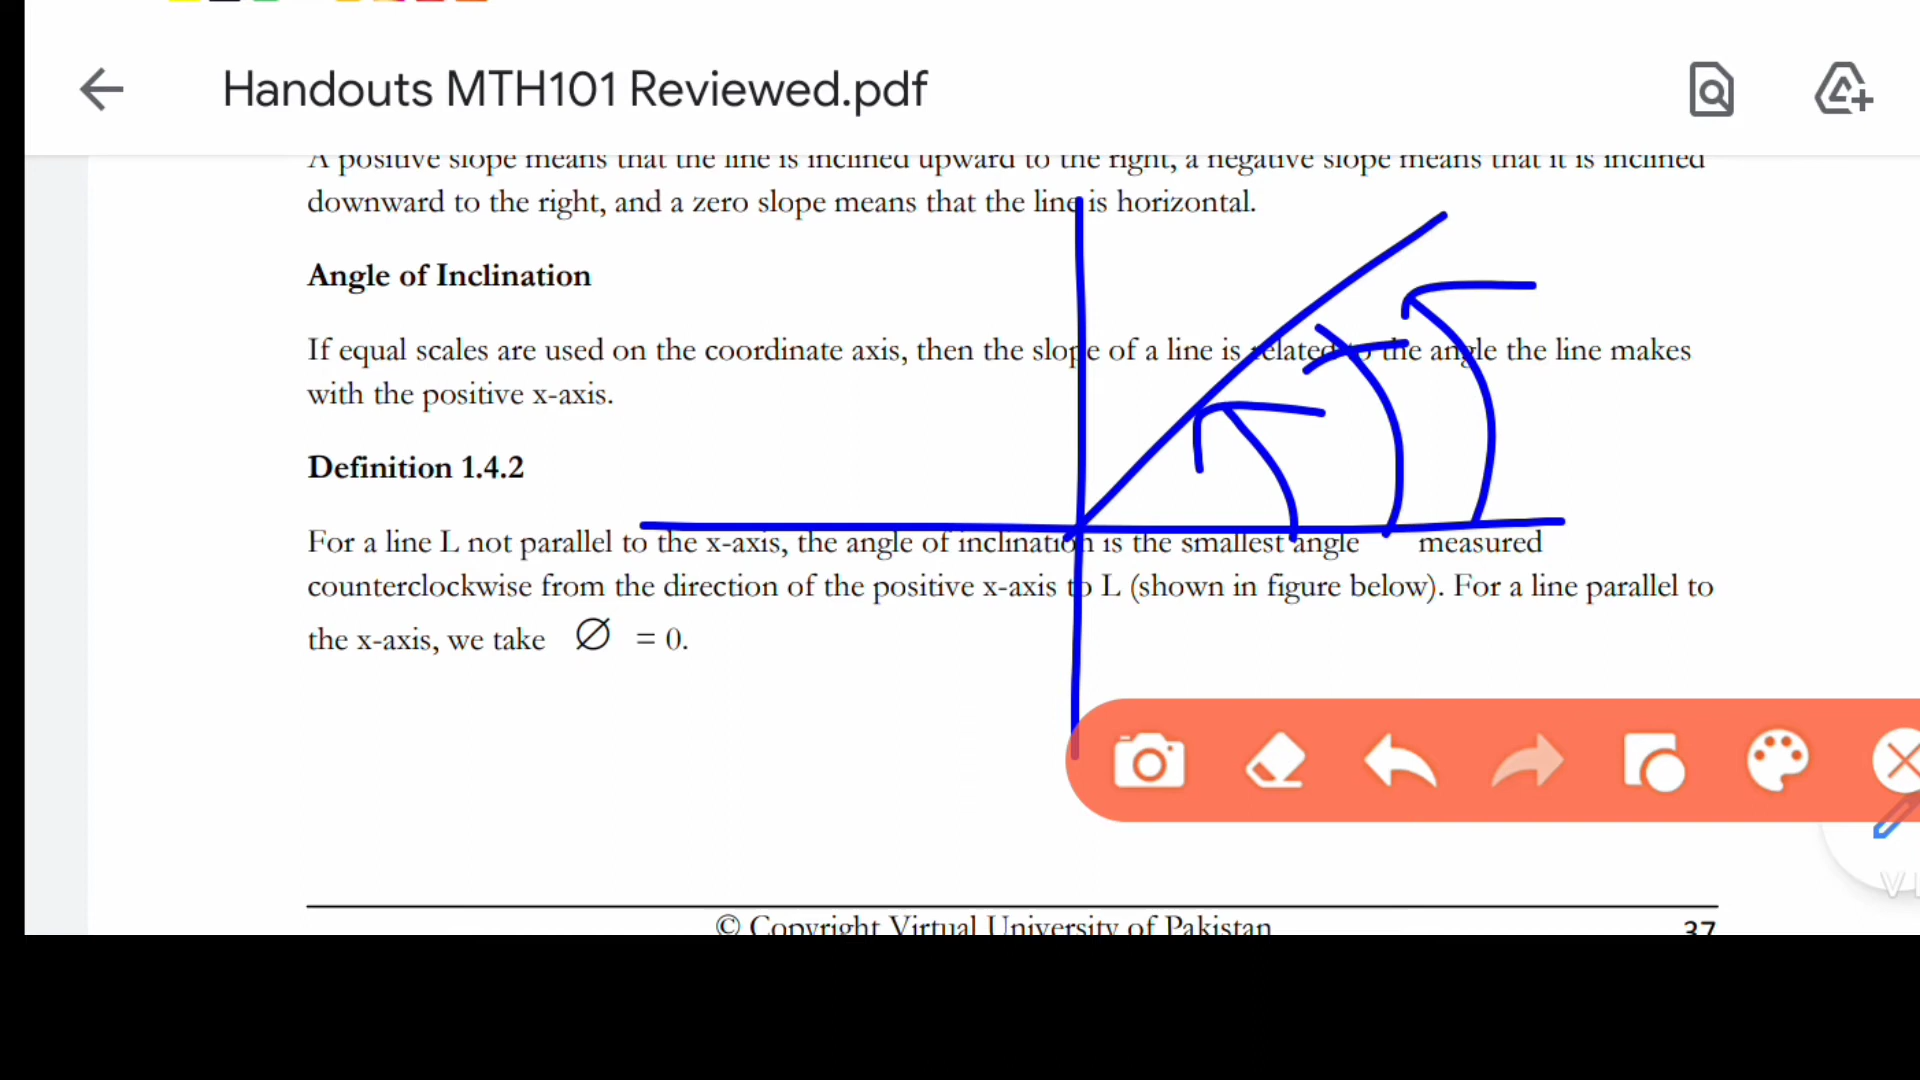 Handouts MTH101 Reviewed.pdf
A positive slope means that the line is inclined upward to the right, a negative slope means that it is inclined
downward to the right, and a zero slope means that the line is horizontal.
Angle of Inclination
If equal scales are used on the coordinate axis, then the slope of a line is related to the angle the line makes
with the positive x-axis.
Definition 1.4.2
For a line L not parallel to the x-axis, the angle of inclination is the smallest angle measured
counterclockwise from the direction of the positive x-axis to L (shown in figure below). For a line parallel to
the x-axis, we take ∅ = 0.
© Copyright Virtual University of Pakistan 37